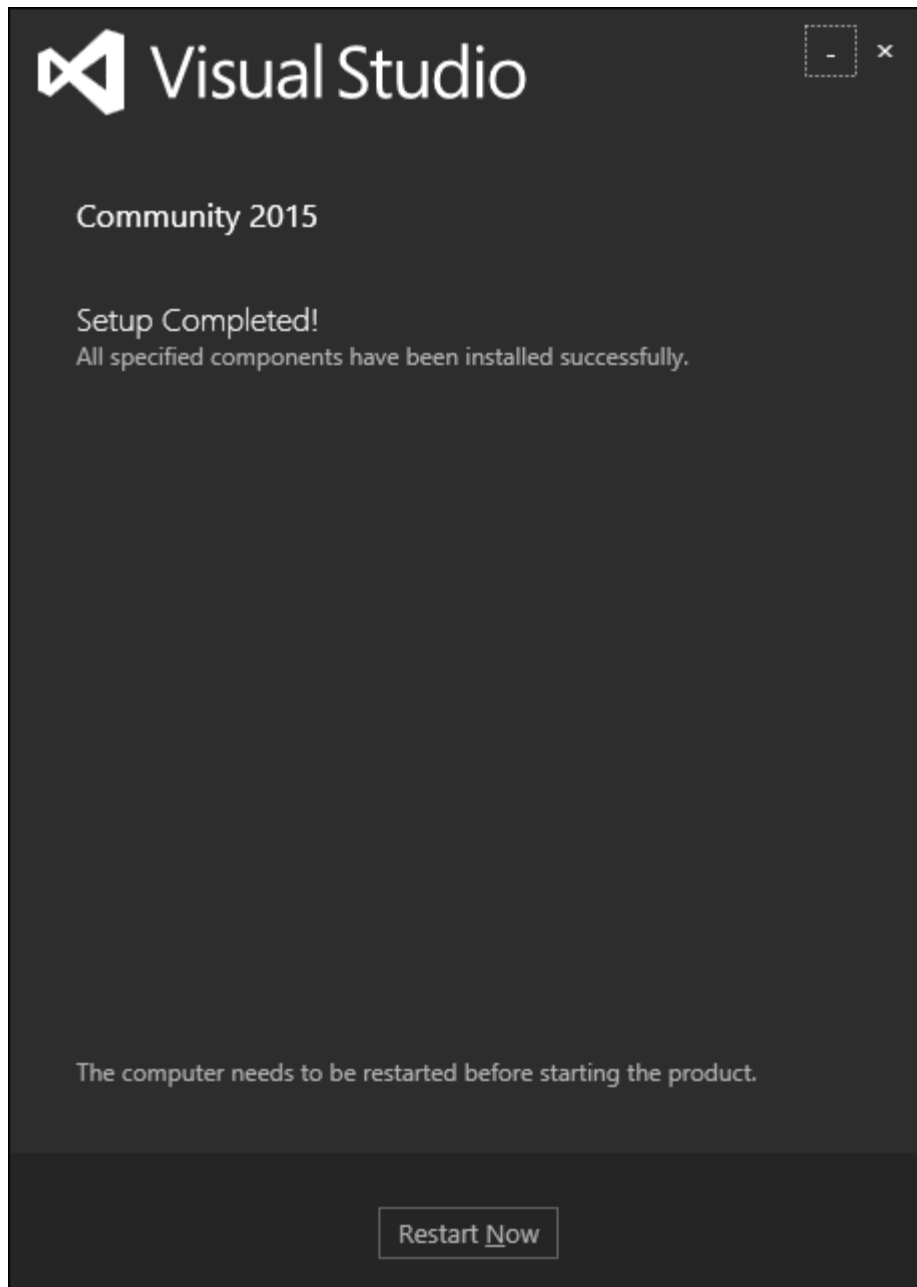 Visual Studio
Community 2015
Setup Completed!
All specified components have been installed successfully.
The computer needs to be restarted before starting the product.
Restart Now